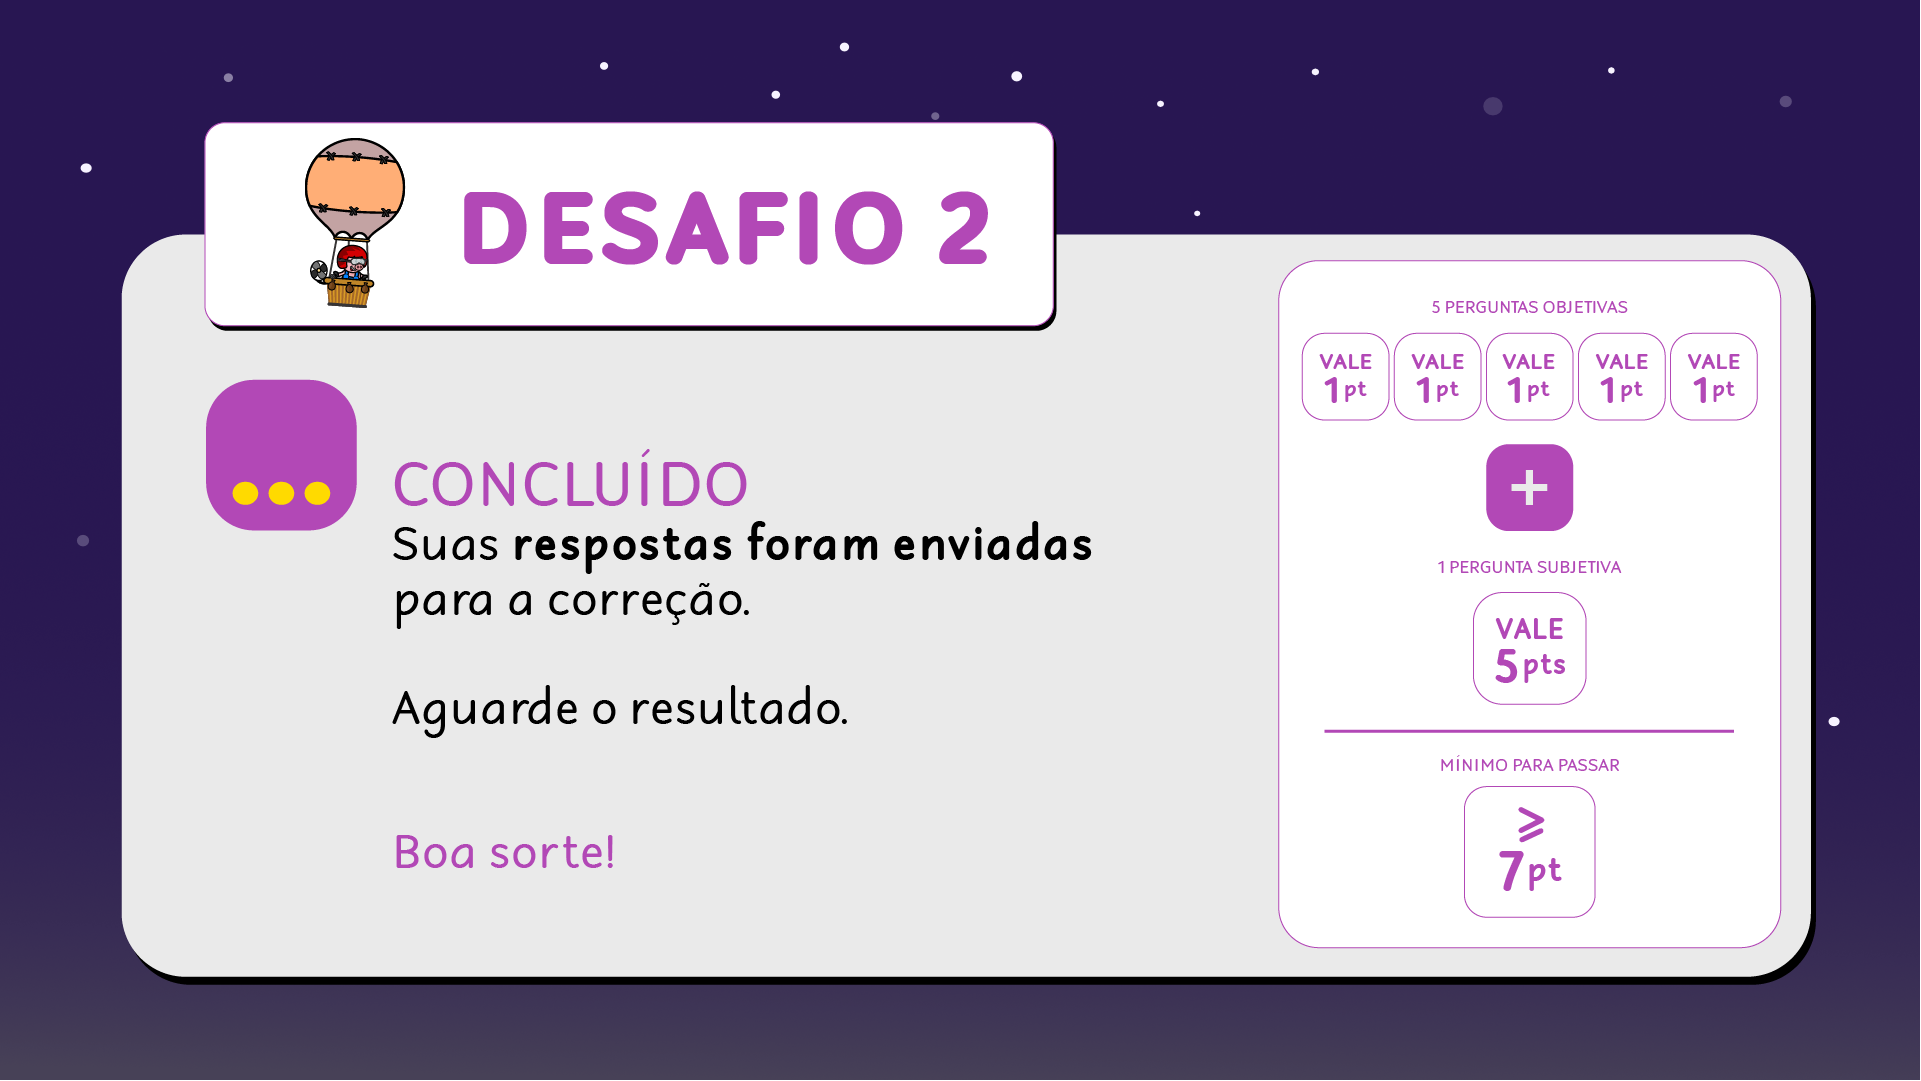 DESAFIO 2
CONCLUÍDO
Suas respostas foram enviadas
para a correção.
Aguarde o resultado.
Boa sorte!
5 PERGUNTAS OBJETIVAS
VALE
1 pt
VALE
1 pt
VALE
1 pt
VALE
1 pt
VALE
1 pt
+
1 PERGUNTA SUBJETIVA
VALE
5 pts
MÍNIMO PARA PASSAR
⩾
7 pt